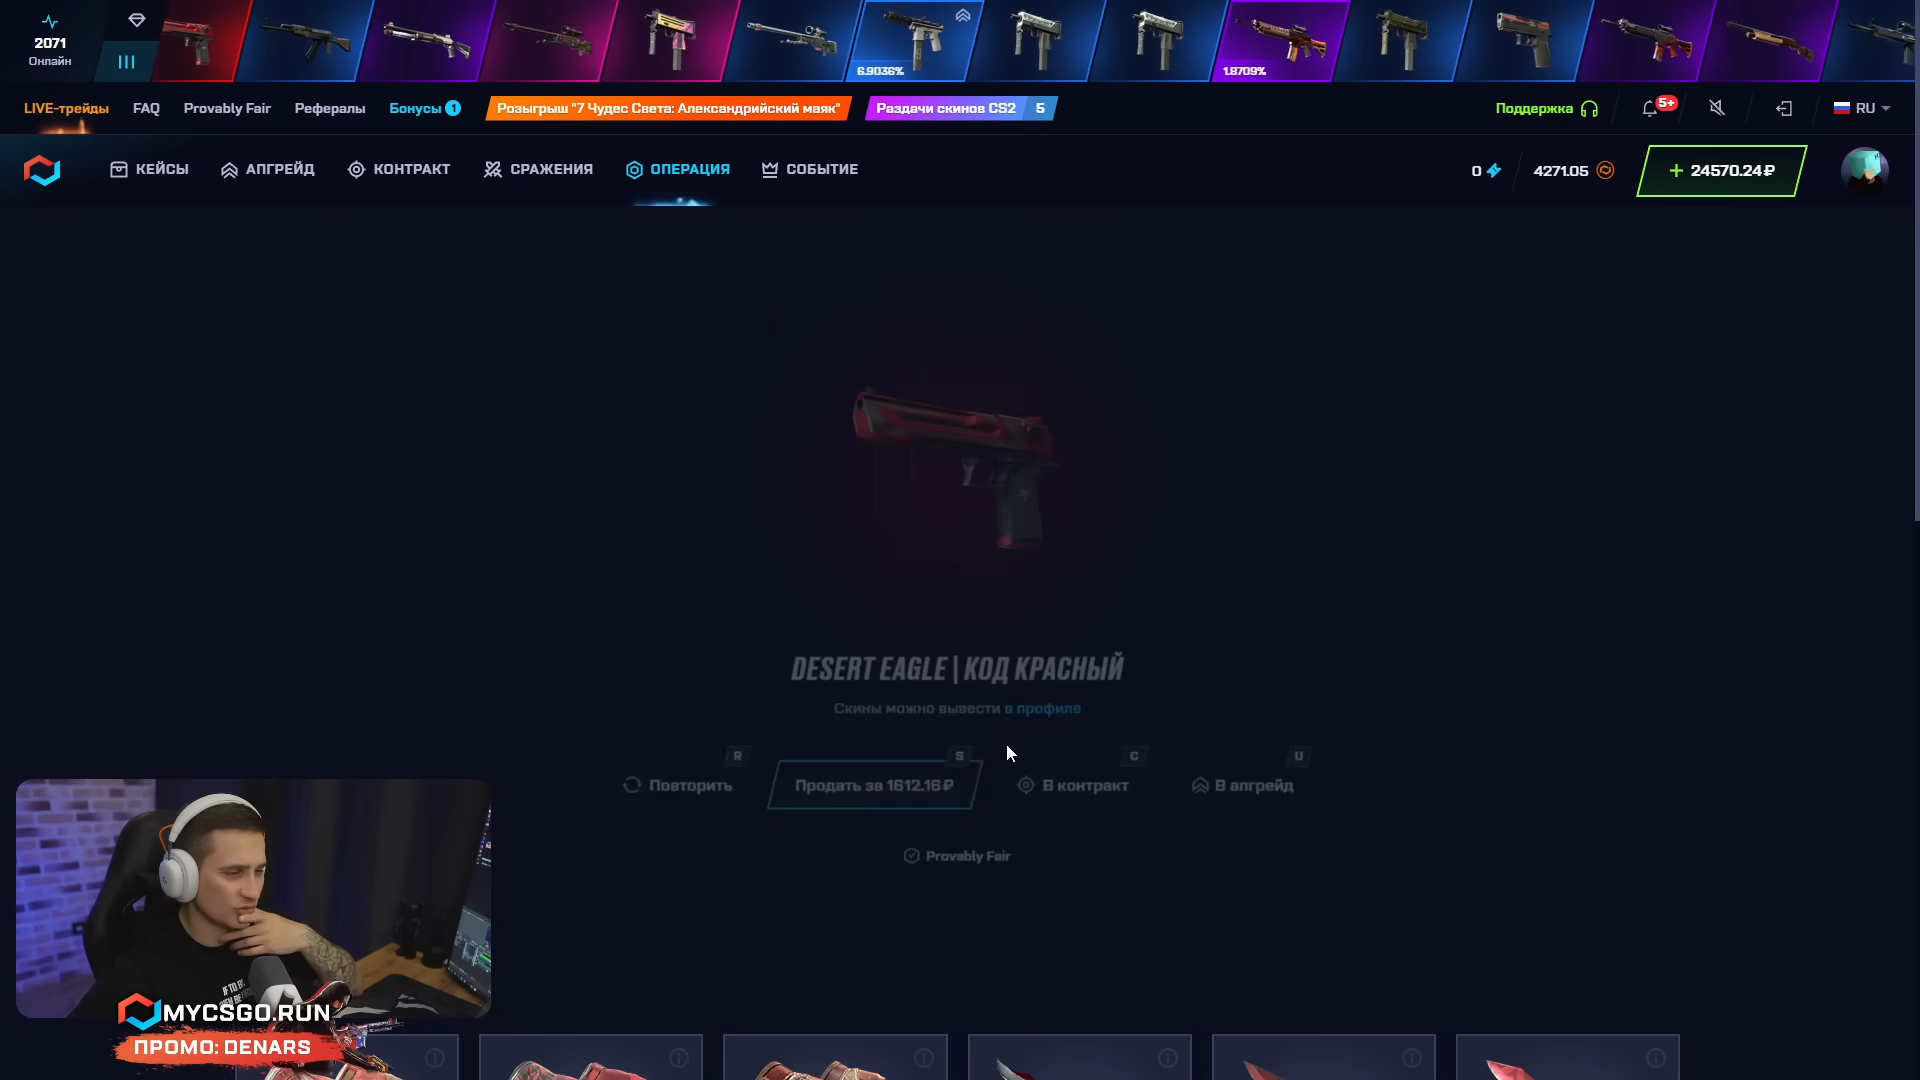 2071
Онлайн
6.9036%
1.8709%
LIVE-трейды
FAQ
Provably Fair
Рефералы
Бонусы 1
Розыгрыш "7 Чудес Света: Александрийский маяк"
Раздачи скинов CS2 5
Поддержка
5+
RU
КЕЙСЫ
АПГРЕЙД
КОНТРАКТ
СРАЖЕНИЯ
ОПЕРАЦИЯ
СОБЫТИЕ
0
4271.05
+ 24570.24₽
DESERT EAGLE | КОД КРАСНЫЙ
Скины можно вывести в профиле
R
S
C
U
Повторить
Продать за 1612.16₽
В контракт
В апгрейд
Provably Fair
MYCSGO.RUN
ПРОМО: DENARS